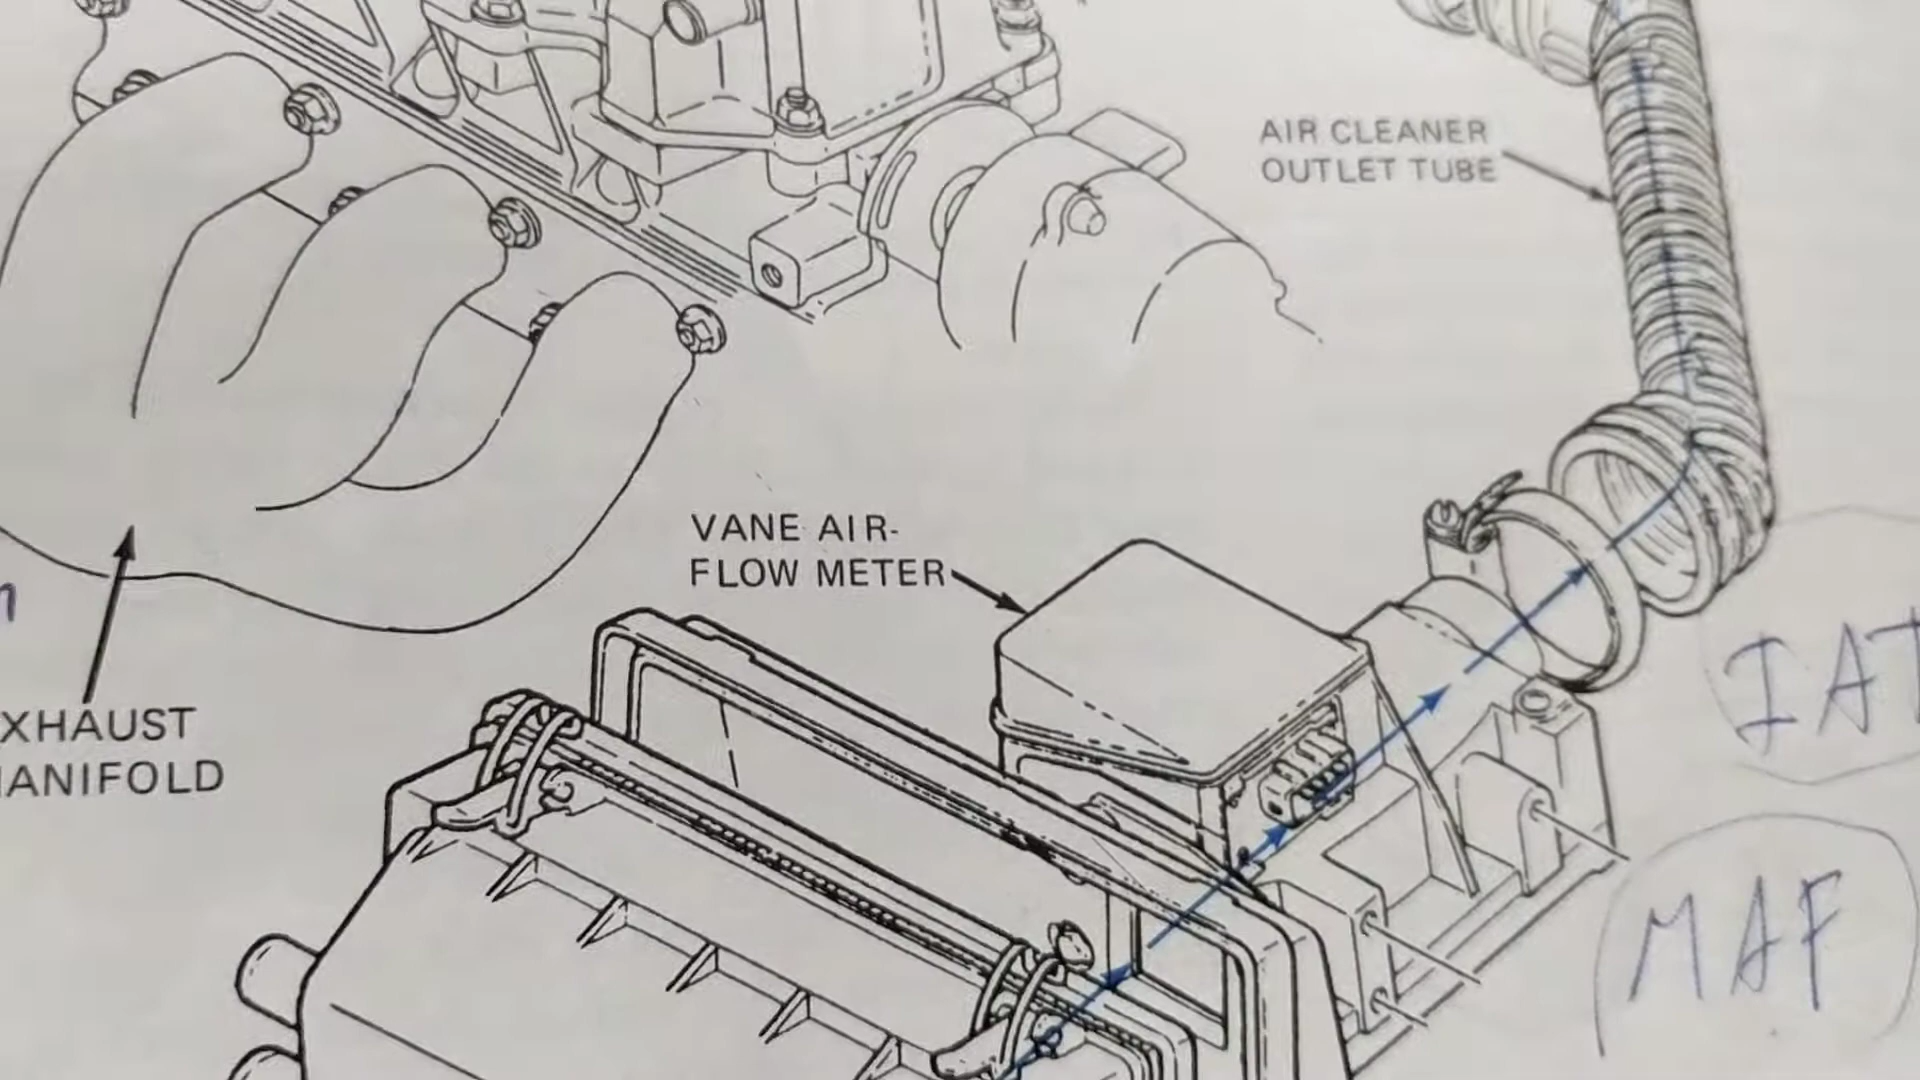 AIR CLEANER
OUTLET TUBE
VANE AIR-
FLOW METER
XHAUST
ANIFOLD
IAT
MAF